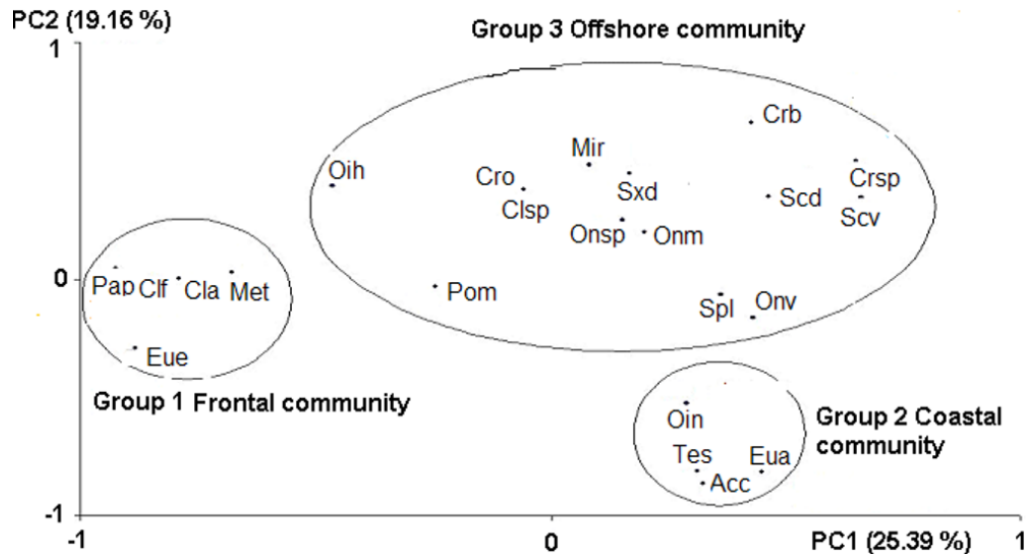 PC2 (19.16 %)
1
Group 3 Offshore community
Crb
Mir
Oih
Cro
Sxd
Crsp
Clsp
Scd
Scv
Onsp
Onm
0
Pap Clf Cla Met
Pom
Spl
Onv
Eue
Group 1 Frontal community
Oin
Group 2 Coastal
community
Tes
Eua
Acc
-1
-1
0
PC1 (25.39 %)
1